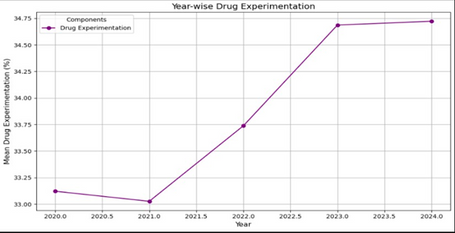 Year-wise Drug Experimentation
Components
Drug Experimentation
Mean Drug Experimentation (%)
34.75
34.50
34.25
34.00
33.75
33.50
33.25
33.00
2020.0 2020.5 2021.0 2021.5 2022.0 2022.5 2023.0 2023.5 2024.0
Year